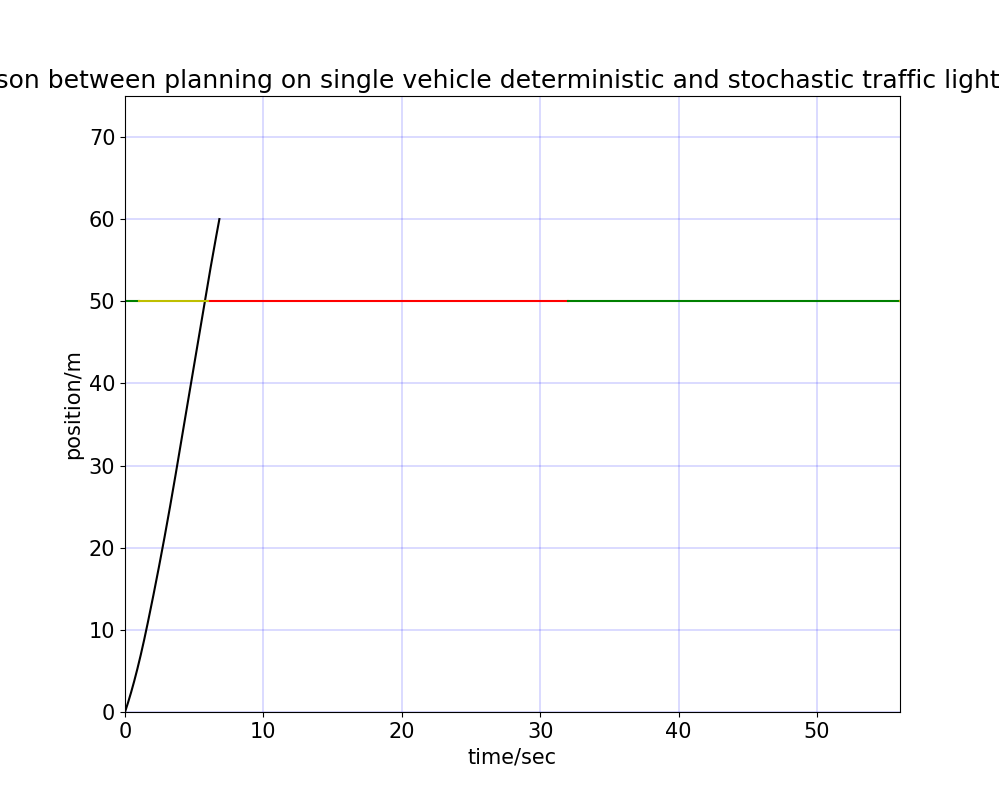 son between planning on single vehicle deterministic and stochastic traffic light
70
60
50
40
30
20
10
0
position/m
0 10 20 30 40 50
time/sec